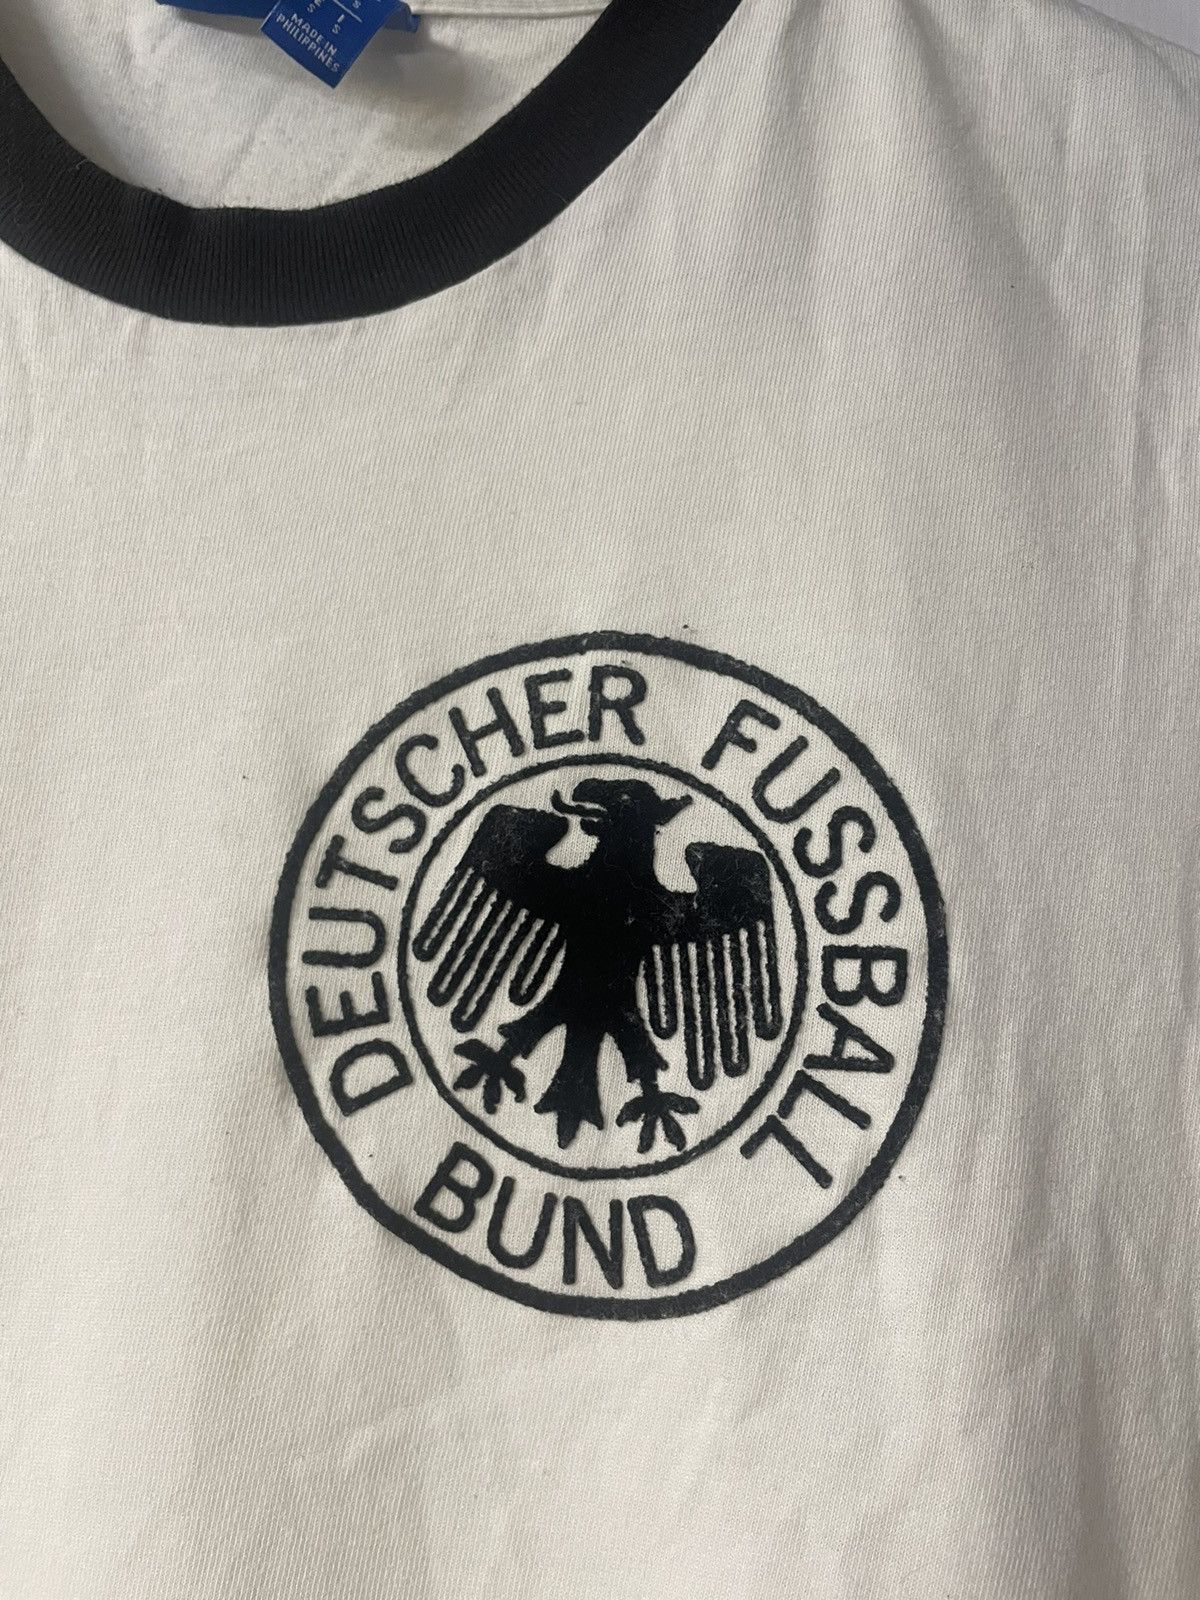 S
S
S
MADE IN
PHILIPPINES
DEUTSCHER FUSSBALL
BUND